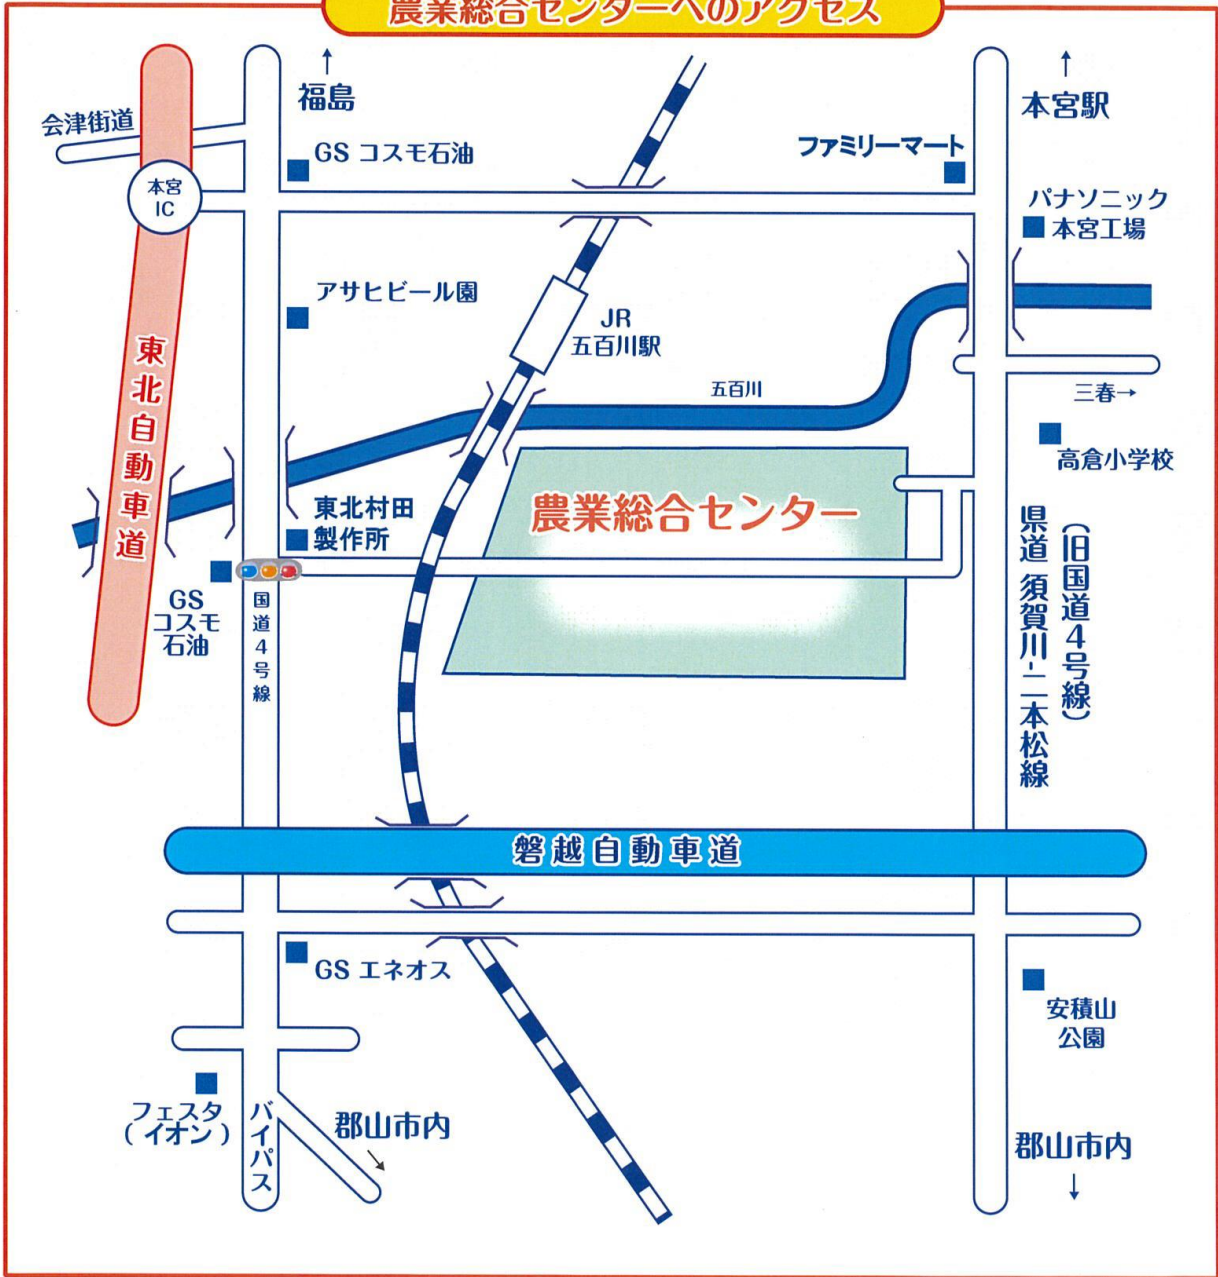 農業総合センターへのアクセス
福島
本宮駅
会津街道
GS コスモ石油
ファミリーマート
本宮
IC
パナソニック
本宮工場
アサヒビール園
JR
五百川駅
東北自動車道
五百川
三春→
高倉小学校
東北村田
製作所
農業総合センター
GS
コスモ
石油
国道4号線
(旧国道4号線)
県道 須賀川-二本松線
磐越自動車道
GS エネオス
安積山
公園
フェスタ
(イオン)
バイパス
郡山市内
郡山市内